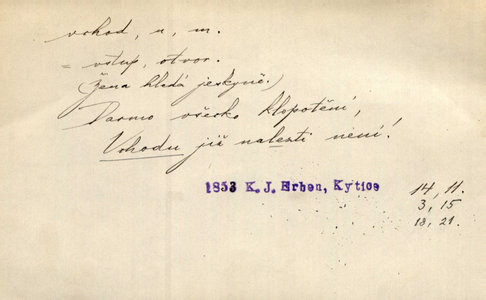 vchod, u, m.
= vstup, otvor.
(Žena hledá jeskyně.)
Darmo všecko klopotění,
Vchodu již nalezti není!
1853 K. J. Erben, Kytice
14, 11.
3, 15
13, 21.